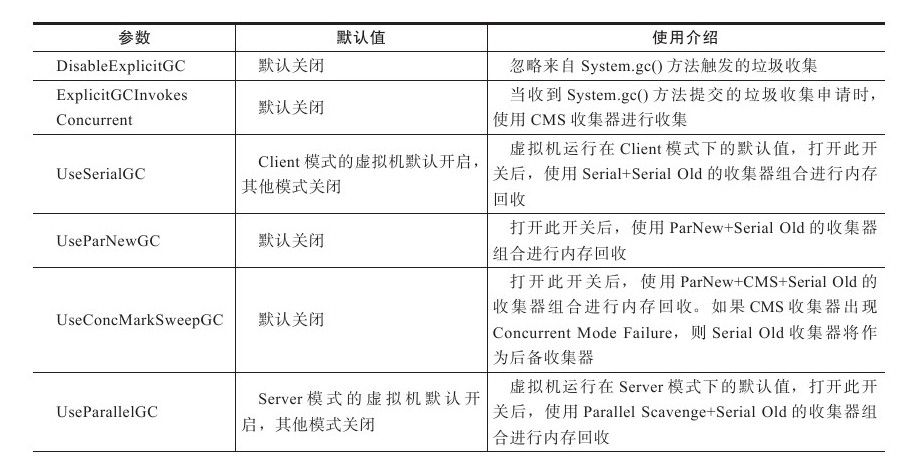 参数 默认值 使用介绍
DisableExplicitGC 默认关闭 忽略来自 System.gc() 方法触发的垃圾收集
ExplicitGCInvokes
Concurrent
默认关闭
当收到 System.gc() 方法提交的垃圾收集申请时，
使用 CMS 收集器进行收集
UseSerialGC
Client 模式的虚拟机默认开启，
其他模式关闭
虚拟机运行在 Client 模式下的默认值，打开此开
关后，使用 Serial+Serial Old 的收集器组合进行内存
回收
UseParNewGC
默认关闭
打开此开关后，使用 ParNew+Serial Old 的收集器
组合进行内存回收
UseConcMarkSweepGC
默认关闭
打开此开关后，使用 ParNew+CMS+Serial Old 的
收集器组合进行内存回收。如果 CMS 收集器出现
Concurrent Mode Failure，则 Serial Old 收集器将作
为后备收集器
UseParallelGC
Server 模式的虚拟机默认开
启，其他模式关闭
虚拟机运行在 Server 模式下的默认值，打开此开
关后，使用 Parallel Scavenge+Serial Old 的收集器组
合进行内存回收